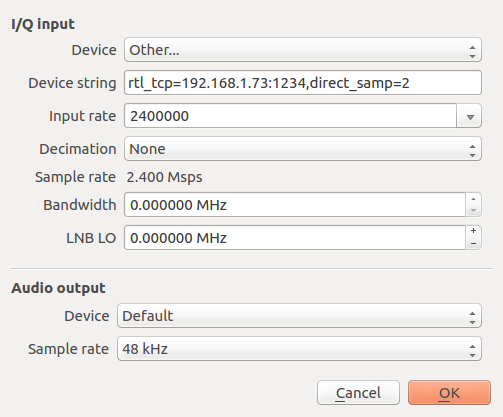 I/Q input
Device Other...
Device string rtl_tcp=192.168.1.73:1234,direct_samp=2
Input rate 2400000
Decimation None
Sample rate 2.400 Msps
Bandwidth 0.000000 MHz
LNB LO 0.000000 MHz
Audio output
Device Default
Sample rate 48 kHz
Cancel OK